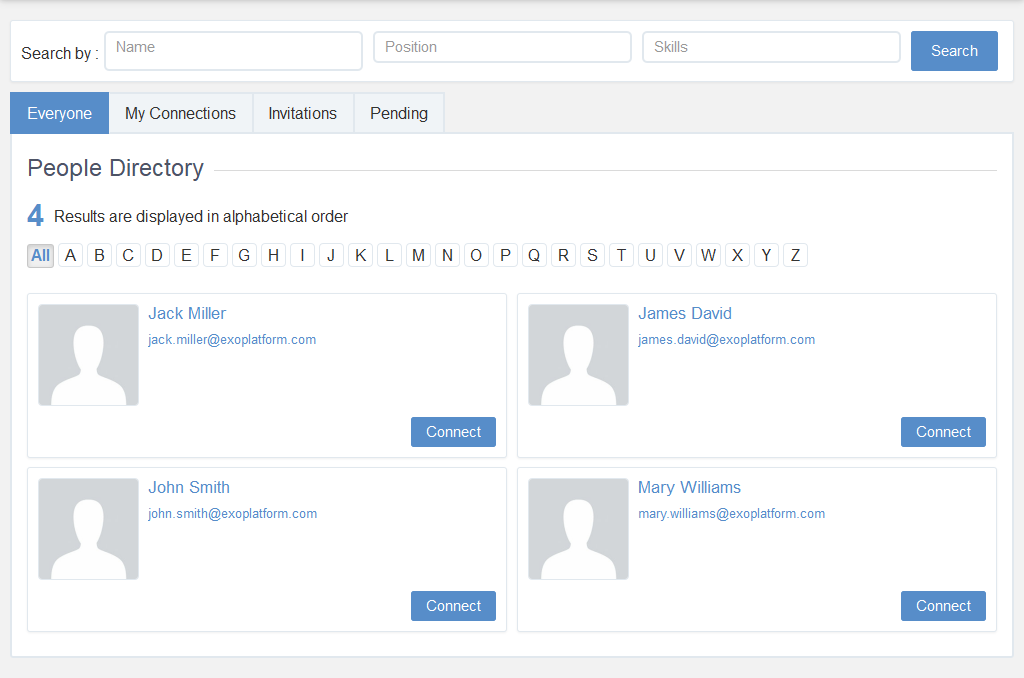 Search by : Name Position Skills Search
Everyone My Connections Invitations Pending
People Directory
4 Results are displayed in alphabetical order
All A B C D E F G H I J K L M N O P Q R S T U V W X Y Z
Jack Miller
jack.miller@exoplatform.com
Connect
James David
james.david@exoplatform.com
Connect
John Smith
john.smith@exoplatform.com
Connect
Mary Williams
mary.williams@exoplatform.com
Connect